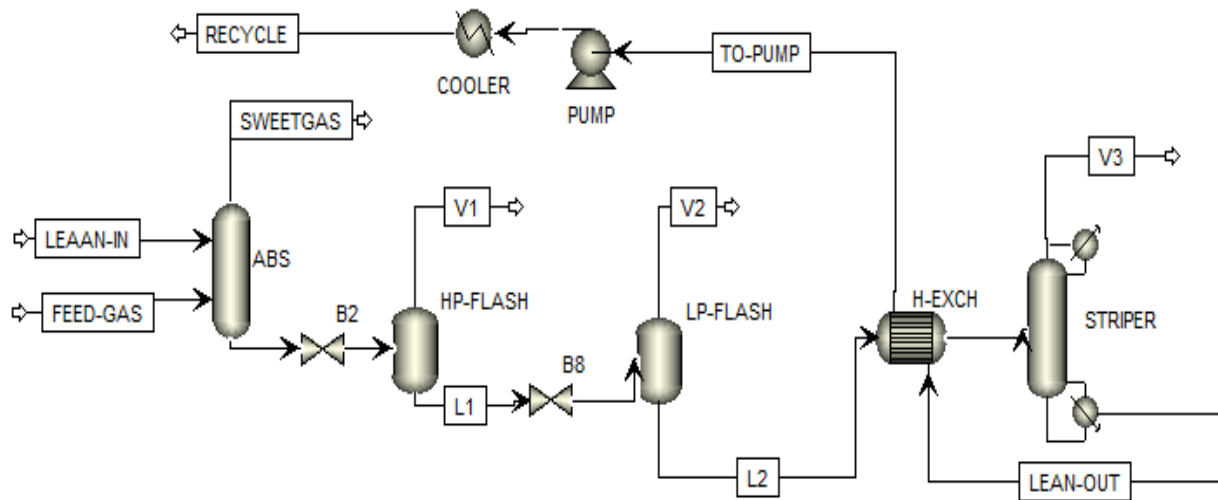 RECYCLE
COOLER
PUMP
TO-PUMP
SWEETGAS
V3
V1
V2
LEAAN-IN
ABS
FEED-GAS
HP-FLASH
LP-FLASH
H-EXCH
STRIPER
B2
B8
L1
L2
LEAN-OUT